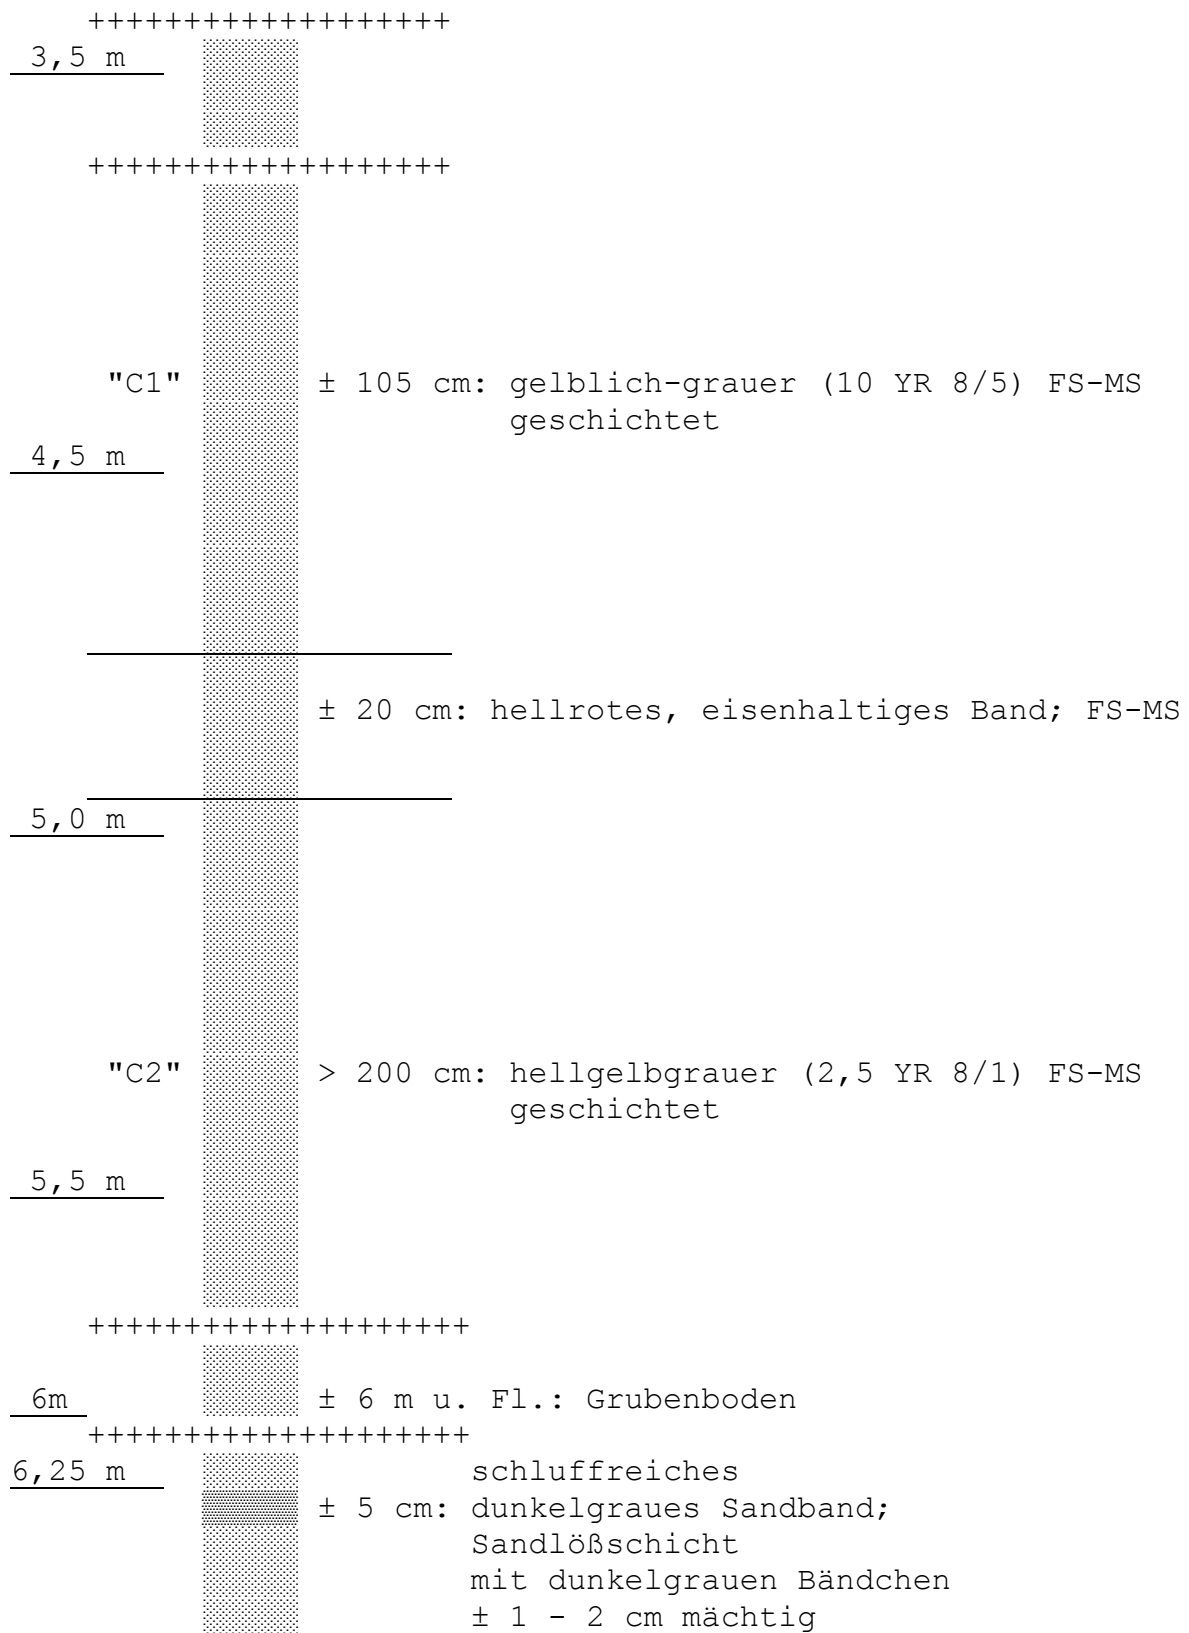 +++++++++++++++++++
3,5 m
+++++++++++++++++++
"C1" ± 105 cm: gelblich-grauer (10 YR 8/5) FS-MS
geschichtet
4,5 m
± 20 cm: hellrotes, eisenhaltiges Band; FS-MS
5,0 m
"C2" > 200 cm: hellgelbgrauer (2,5 YR 8/1) FS-MS
geschichtet
5,5 m
++++++++++++++++++++
6m ± 6 m u. Fl.: Grubenboden
++++++++++++++++++++
6,25 m schluffreiches
± 5 cm: dunkelgraues Sandband;
Sandlößschicht
mit dunkelgrauen Bändchen
± 1 - 2 cm mächtig